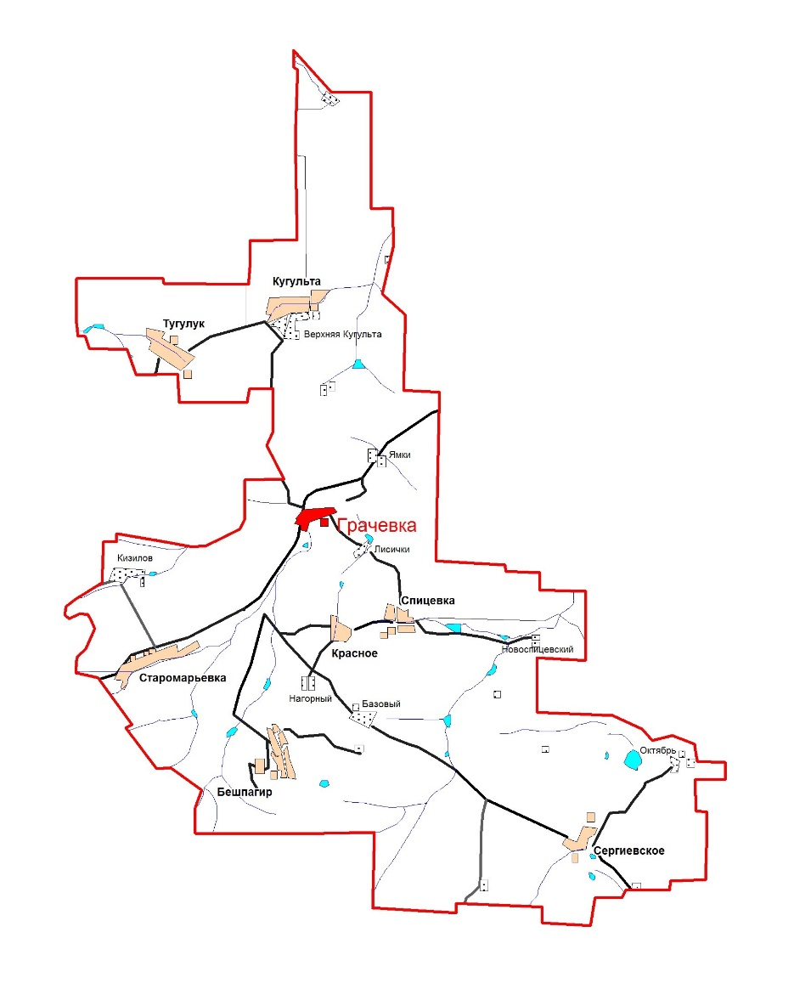 Кугульта
Тугулук
Верхняя Кугульта
Ямки
Грачевка
Лисички
Кизилов
Спицевка
Новоспицевский
Красное
Старомарьевка
Нагорный
Базовый
Октябрь
Бешпагир
Сергиевское